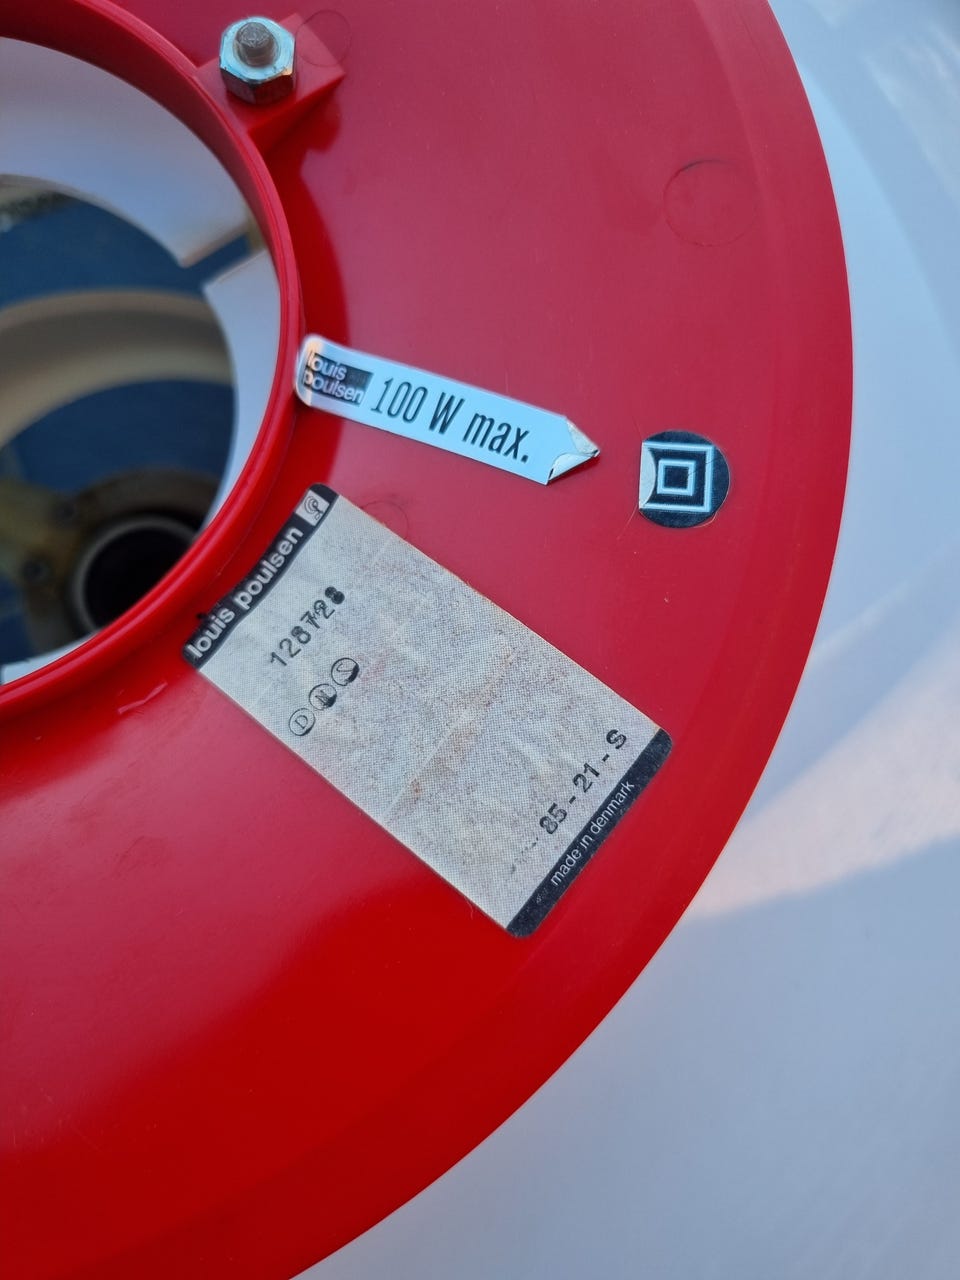 louis
poulsen
100 W max.
louis poulsen
128728
D N S
85-21-S
made in denmark